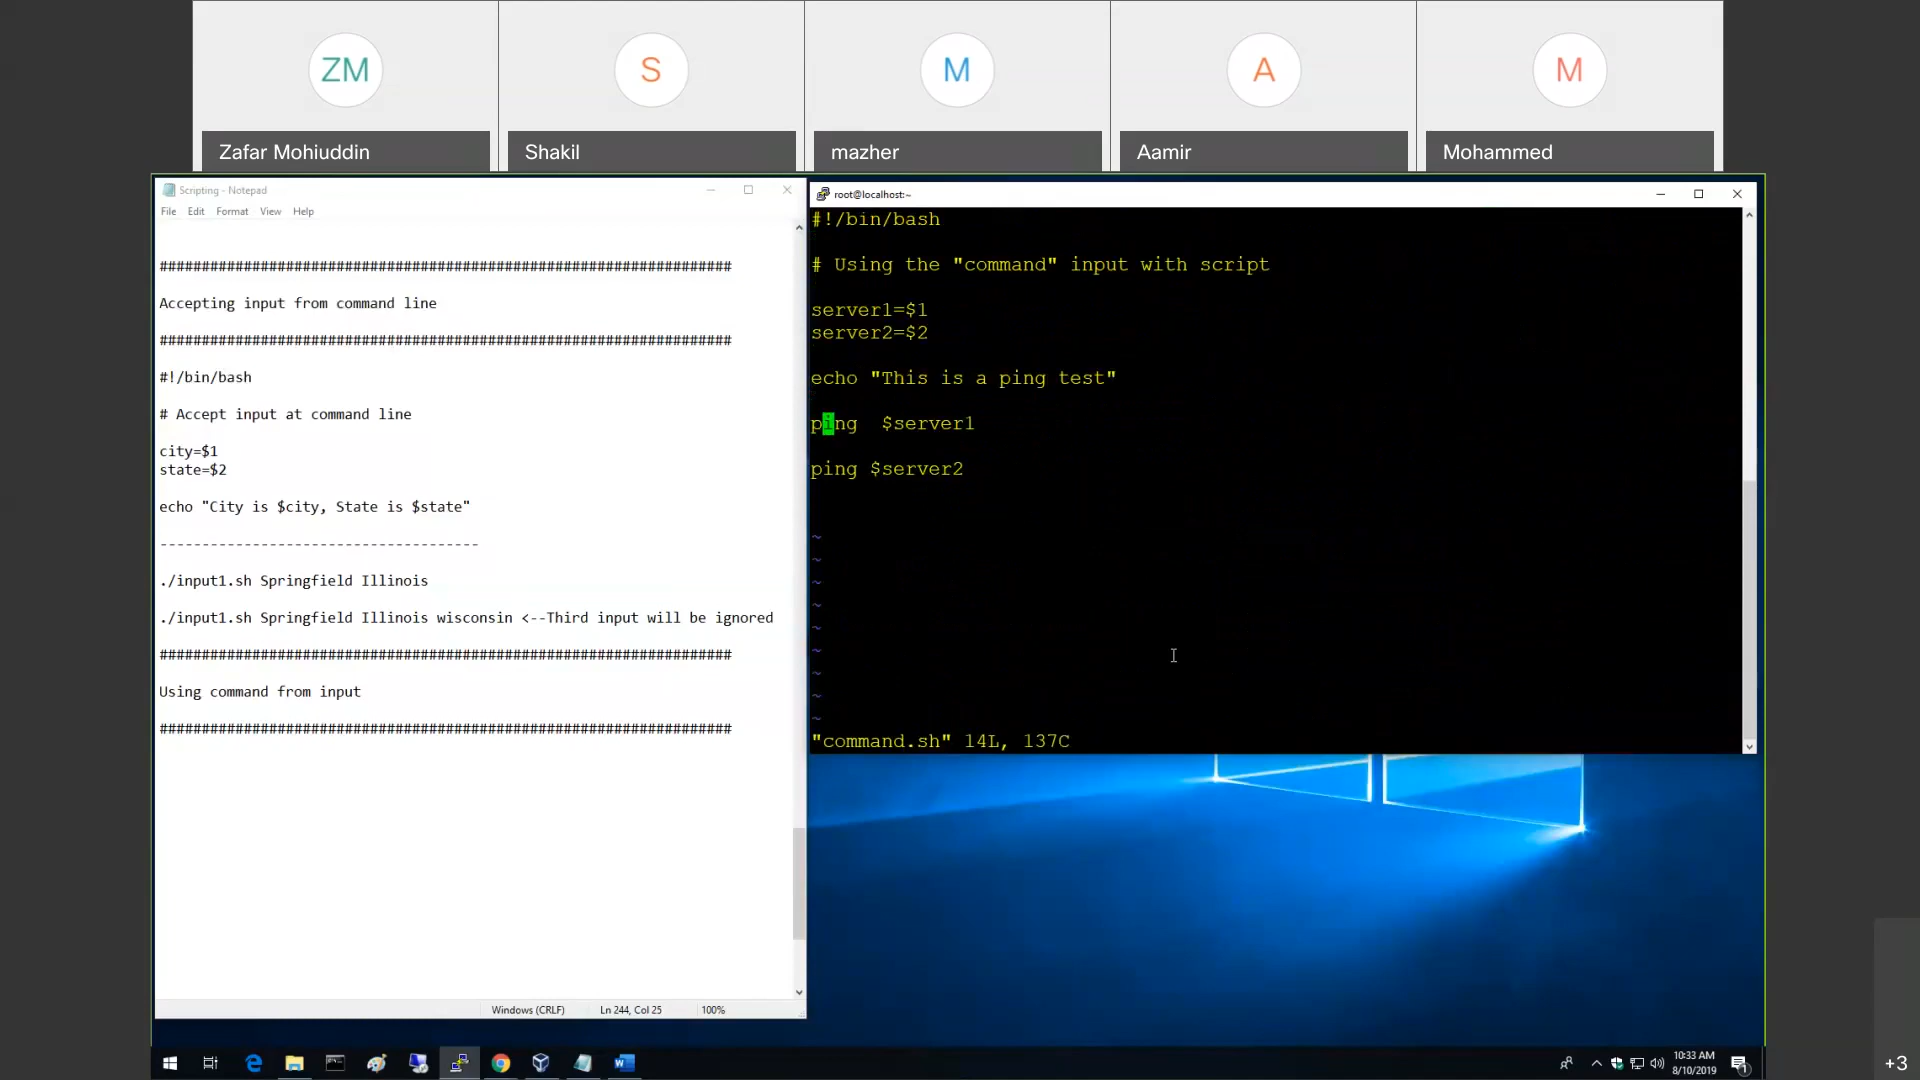 ZM
S
M
A
M
Zafar Mohiuddin
Shakil
mazher
Aamir
Mohammed
Scripting - Notepad
File Edit Format View Help
####################################################################
Accepting input from command line
####################################################################
#!/bin/bash
# Accept input at command line
city=$1
state=$2
echo "City is $city, State is $state"
--------------------------------------
./input1.sh Springfield Illinois
./input1.sh Springfield Illinois wisconsin <--Third input will be ignored
####################################################################
Using command from input
####################################################################
Windows (CRLF) Ln 244, Col 25 100%
root@localhost:~
#!/bin/bash
# Using the "command" input with script
server1=$1
server2=$2
echo "This is a ping test"
ping  $server1
ping $server2
~
~
~
~
~
~
~
~
~
"command.sh" 14L, 137C
10:33 AM
8/10/2019
1
+3